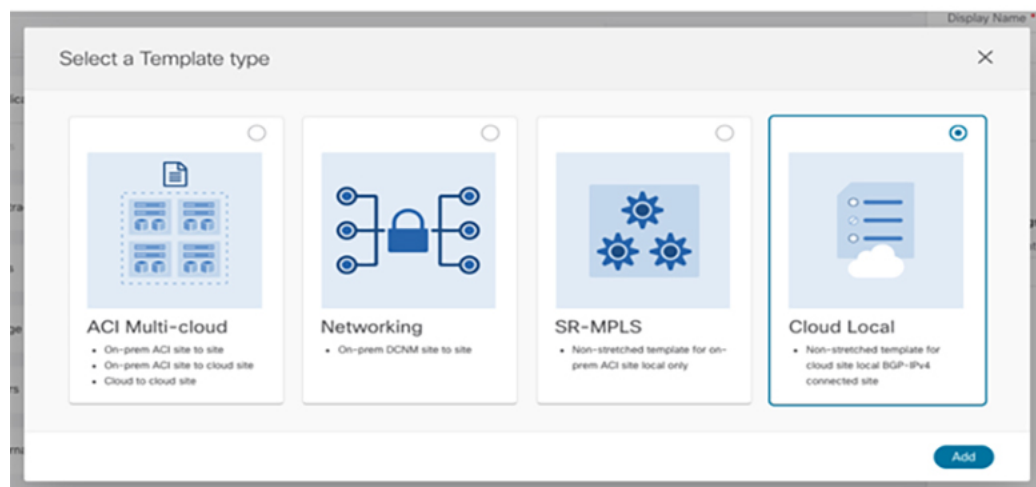 Display Name *
Select a Template type
ACI Multi-cloud
• On-prem ACI site to site
• On-prem ACI site to cloud site
• Cloud to cloud site
Networking
• On-prem DCNM site to site
SR-MPLS
• Non-stretched template for on-
prem ACI site local only
Cloud Local
• Non-stretched template for
cloud site local BGP-IPv4
connected site
Add